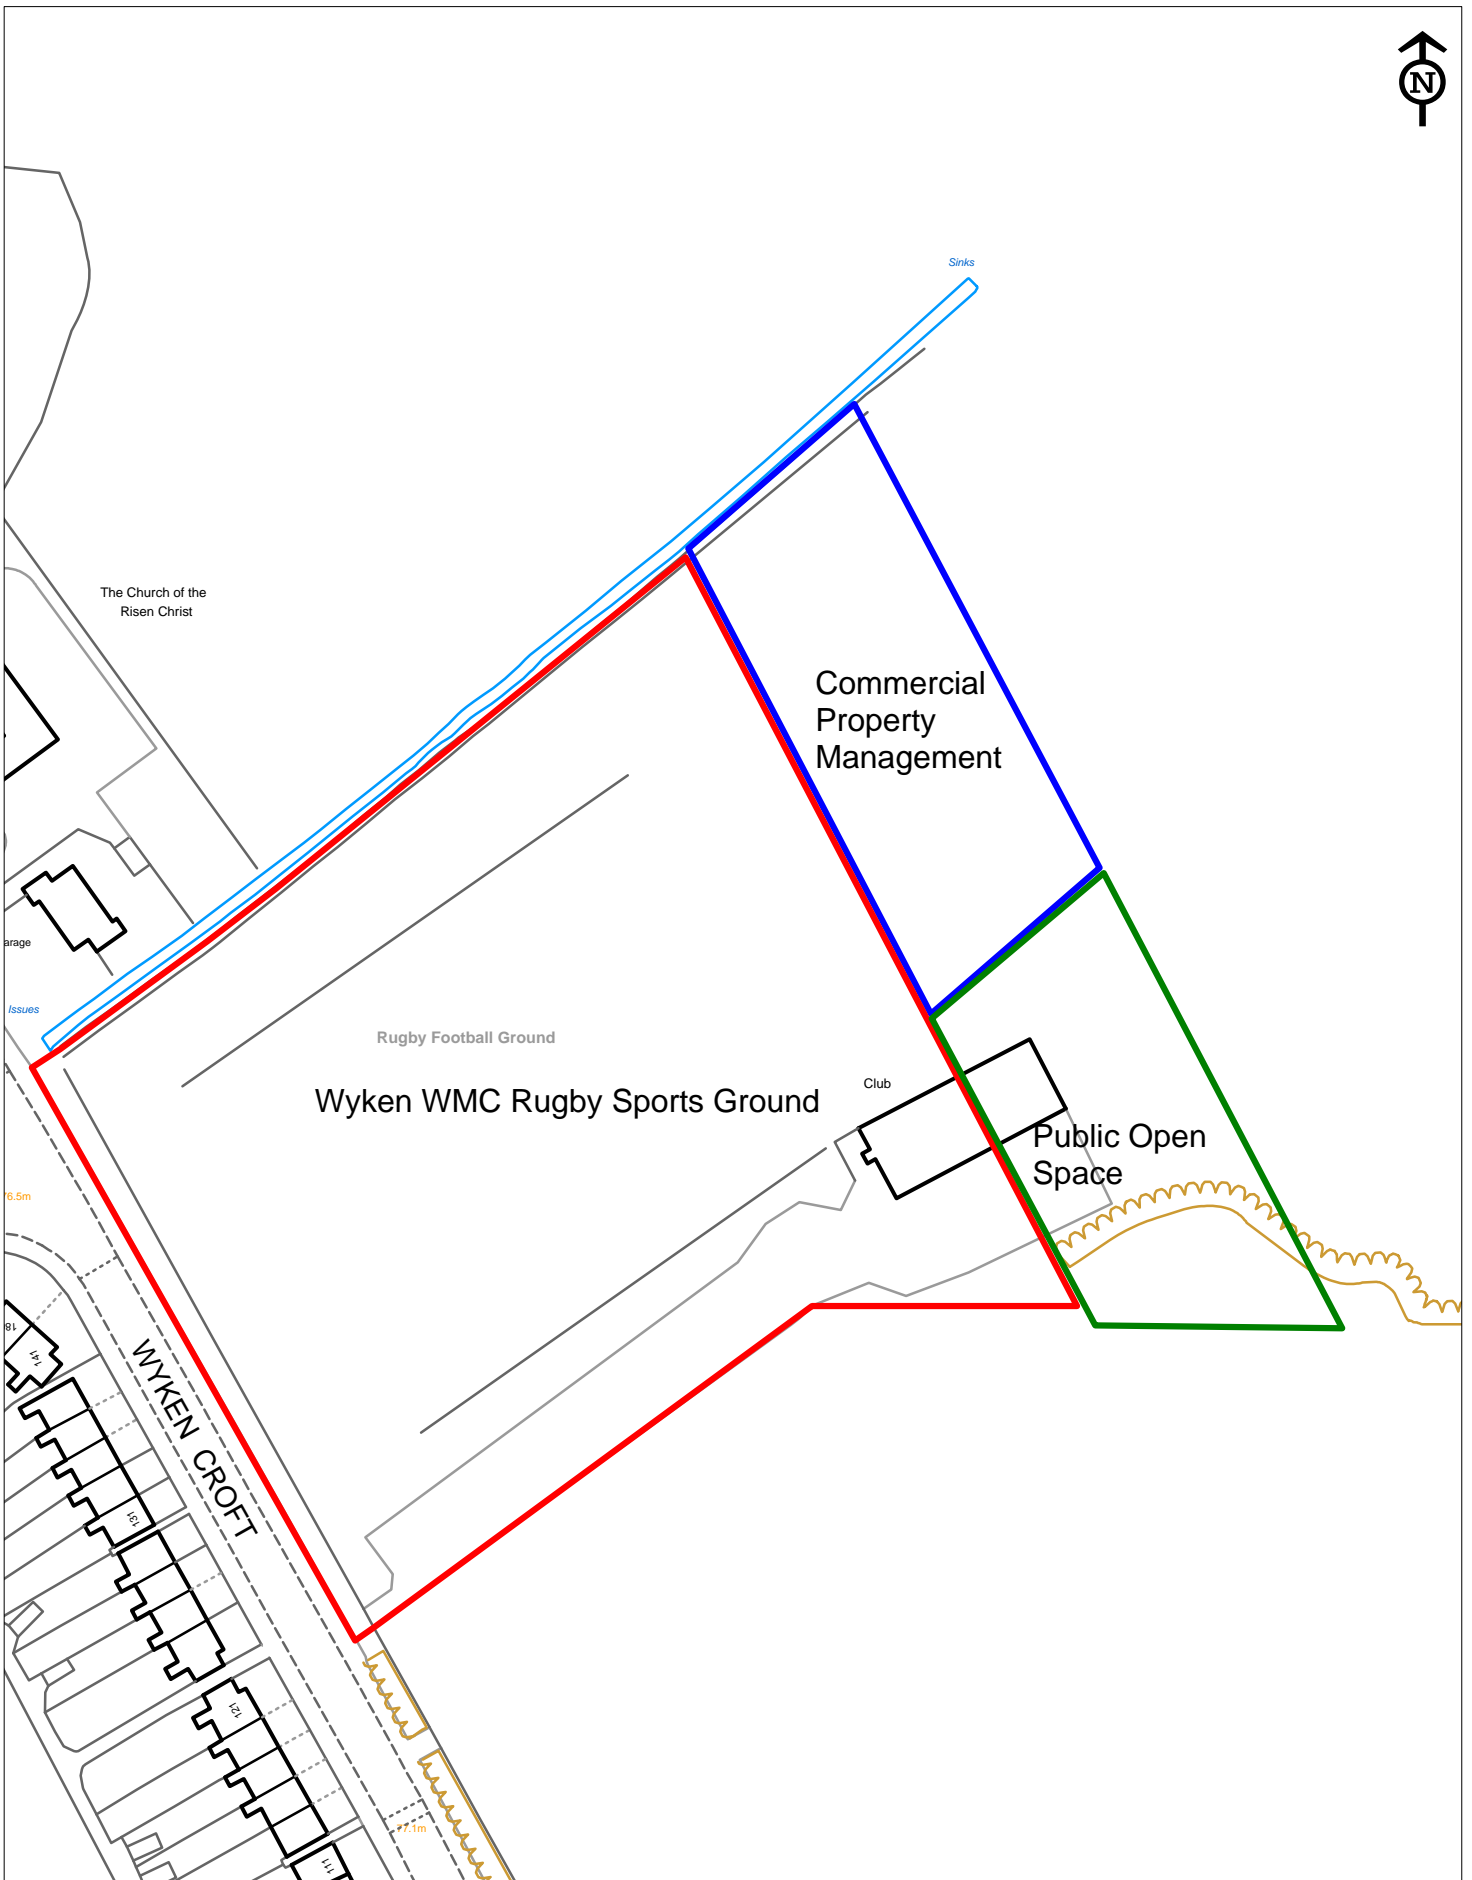 N
Sinks
The Church of the
Risen Christ
Commercial
Property
Management
arage
Issues
Rugby Football Ground
Wyken WMC Rugby Sports Ground
Club
Public Open
Space
76.5m
141
WYKEN CROFT
131
121
77.1m
111